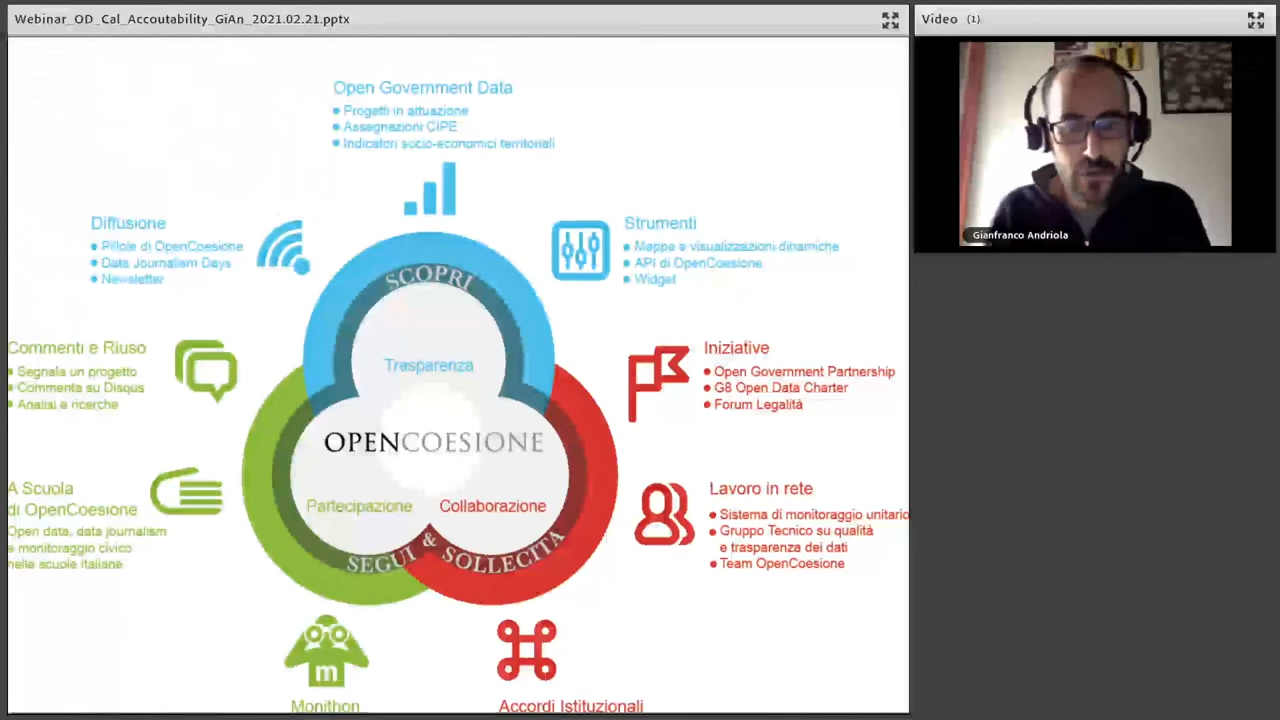 Webinar_OD_Cal_Accoutability_GiAn_2021.02.21.pptx
Video (1)
Gianfranco Andriola
Open Government Data
Progetti in attuazione
Assegnazioni CIPE
Indicatori socio-economici territoriali
Diffusione
Pillole di OpenCoesione
Data Journalism Days
Newsletter
Strumenti
Mappe e visualizzazioni dinamiche
API di OpenCoesione
Widget
SCOPRI
Trasparenza
Commenti e Riuso
Segnala un progetto
Commenta su Disqus
Analisi e ricerche
Iniziative
Open Government Partnership
G8 Open Data Charter
Forum Legalità
OPENCOESIONE
Partecipazione
Collaborazione
SEGUI & SOLLECITA
A Scuola
di OpenCoesione
Open data, data journalism
e monitoraggio civico
nelle scuole italiane
Lavoro in rete
Sistema di monitoraggio unitario
Gruppo Tecnico su qualità
e trasparenza dei dati
Team OpenCoesione
m
Monithon
Accordi Istituzionali